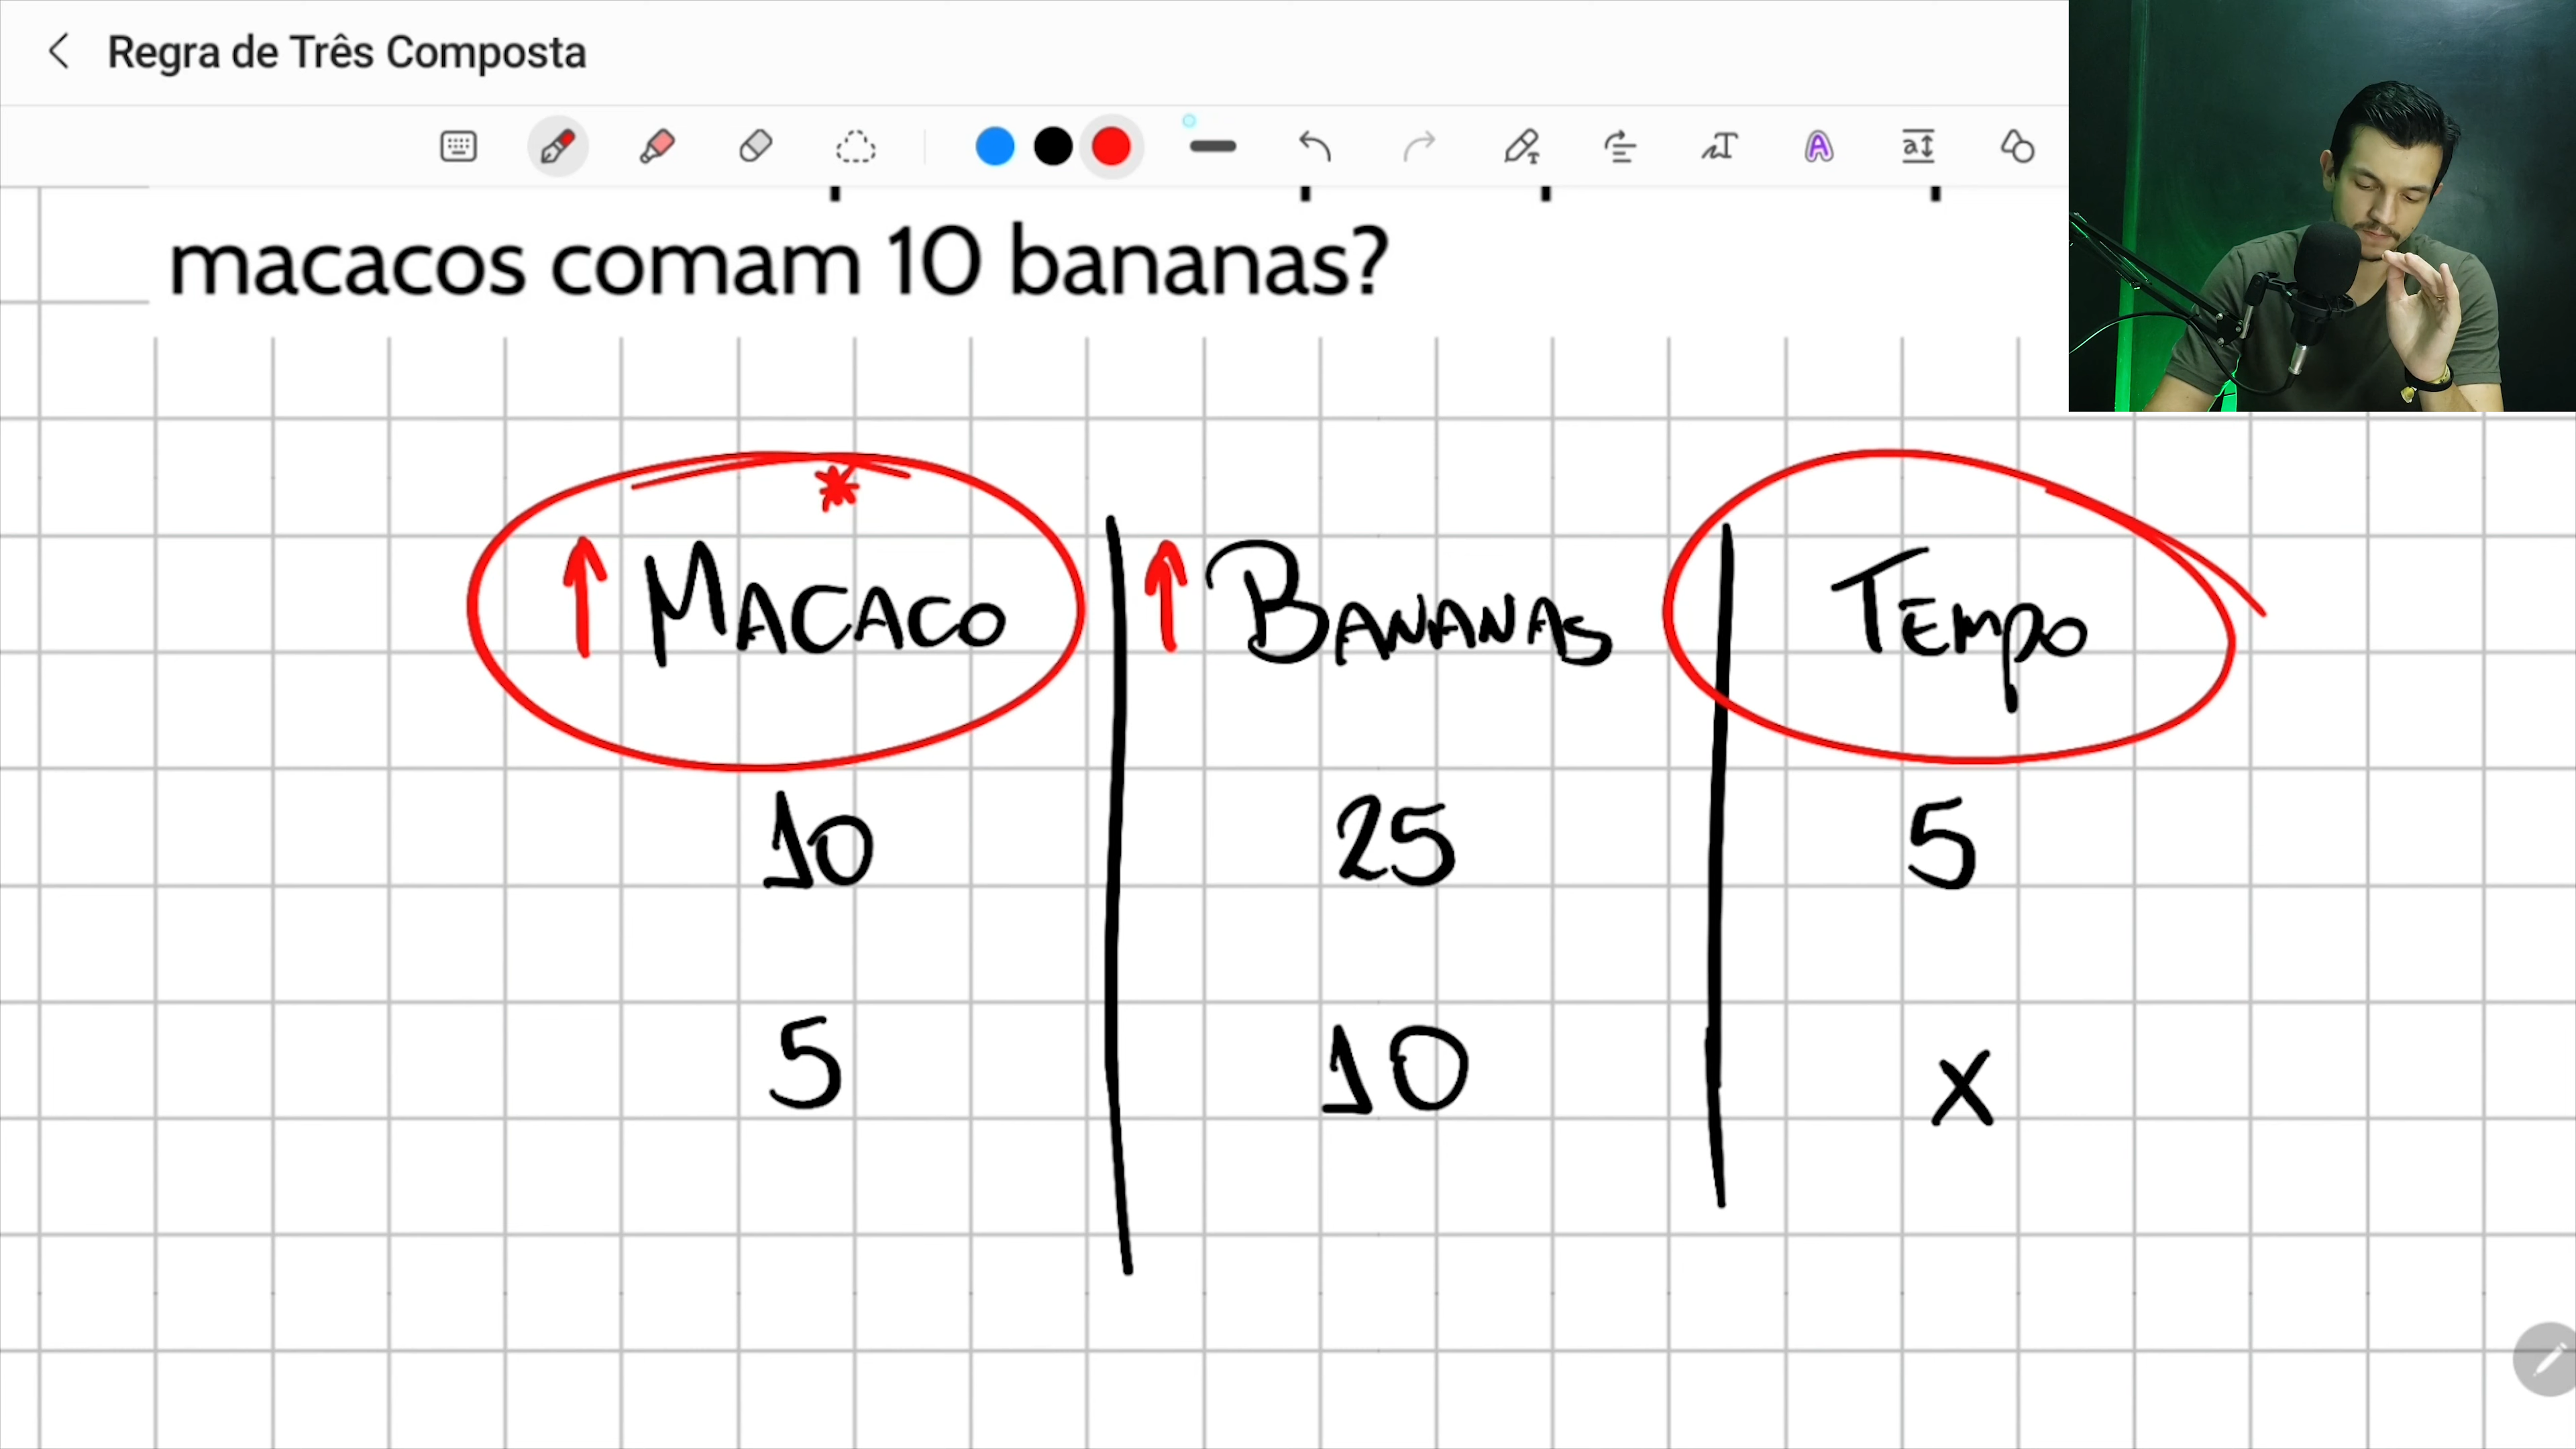 Regra de Três Composta
macacos comam 10 bananas?
MACACO BANANAS TEMPO
10 25 5
5 10 x